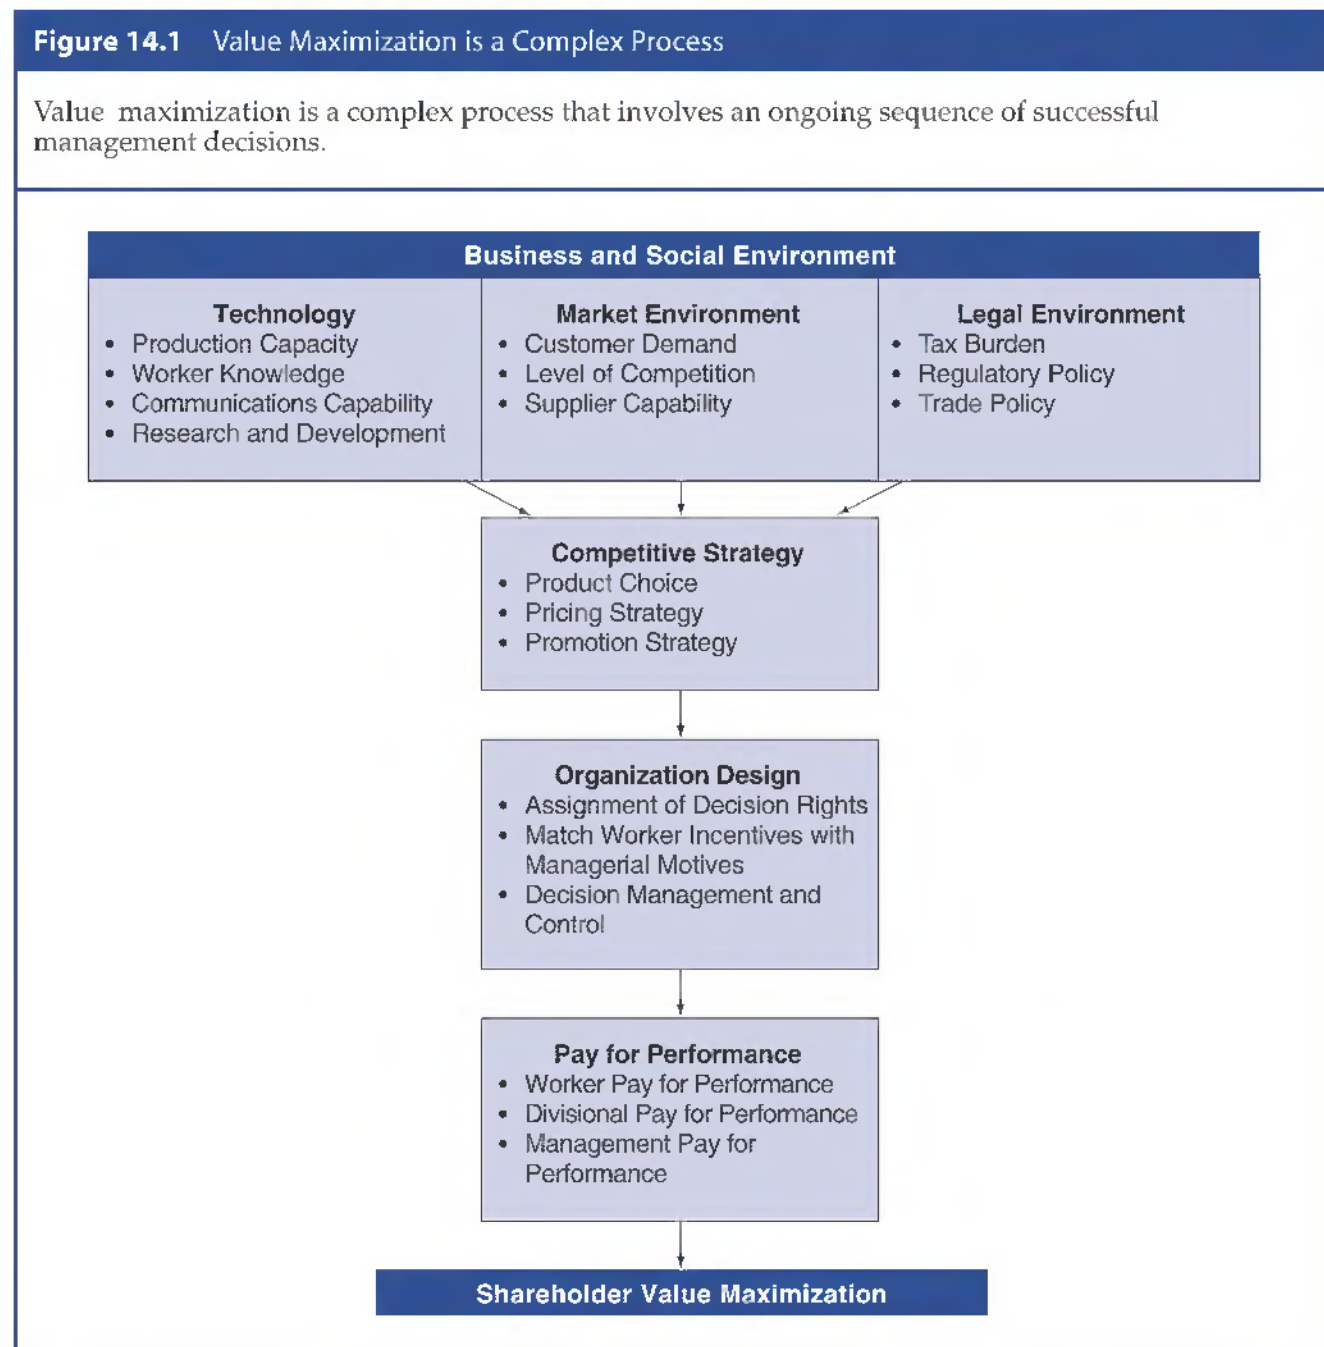 Figure 14.1 Value Maximization is a Complex Process
Value maximization is a complex process that involves an ongoing sequence of successful
management decisions.
Business and Social Environment
Technology
• Production Capacity
• Worker Knowledge
• Communications Capability
• Research and Development
Market Environment
• Customer Demand
• Level of Competition
• Supplier Capability
Legal Environment
• Tax Burden
• Regulatory Policy
• Trade Policy
Competitive Strategy
• Product Choice
• Pricing Strategy
• Promotion Strategy
Organization Design
• Assignment of Decision Rights
• Match Worker Incentives with
Managerial Motives
• Decision Management and
Control
Pay for Performance
• Worker Pay for Performance
• Divisional Pay for Performance
• Management Pay for
Performance
Shareholder Value Maximization